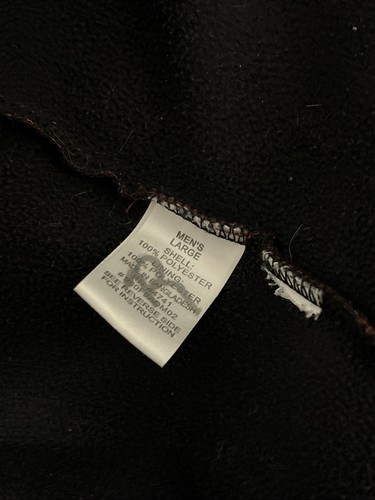 MEN'S
LARGE
SHELL:
100% POLYESTER
LINING:
100% POLYESTER
MADE IN BANGLADESH
SEE REVERSE SIDE
FOR INSTRUCTION